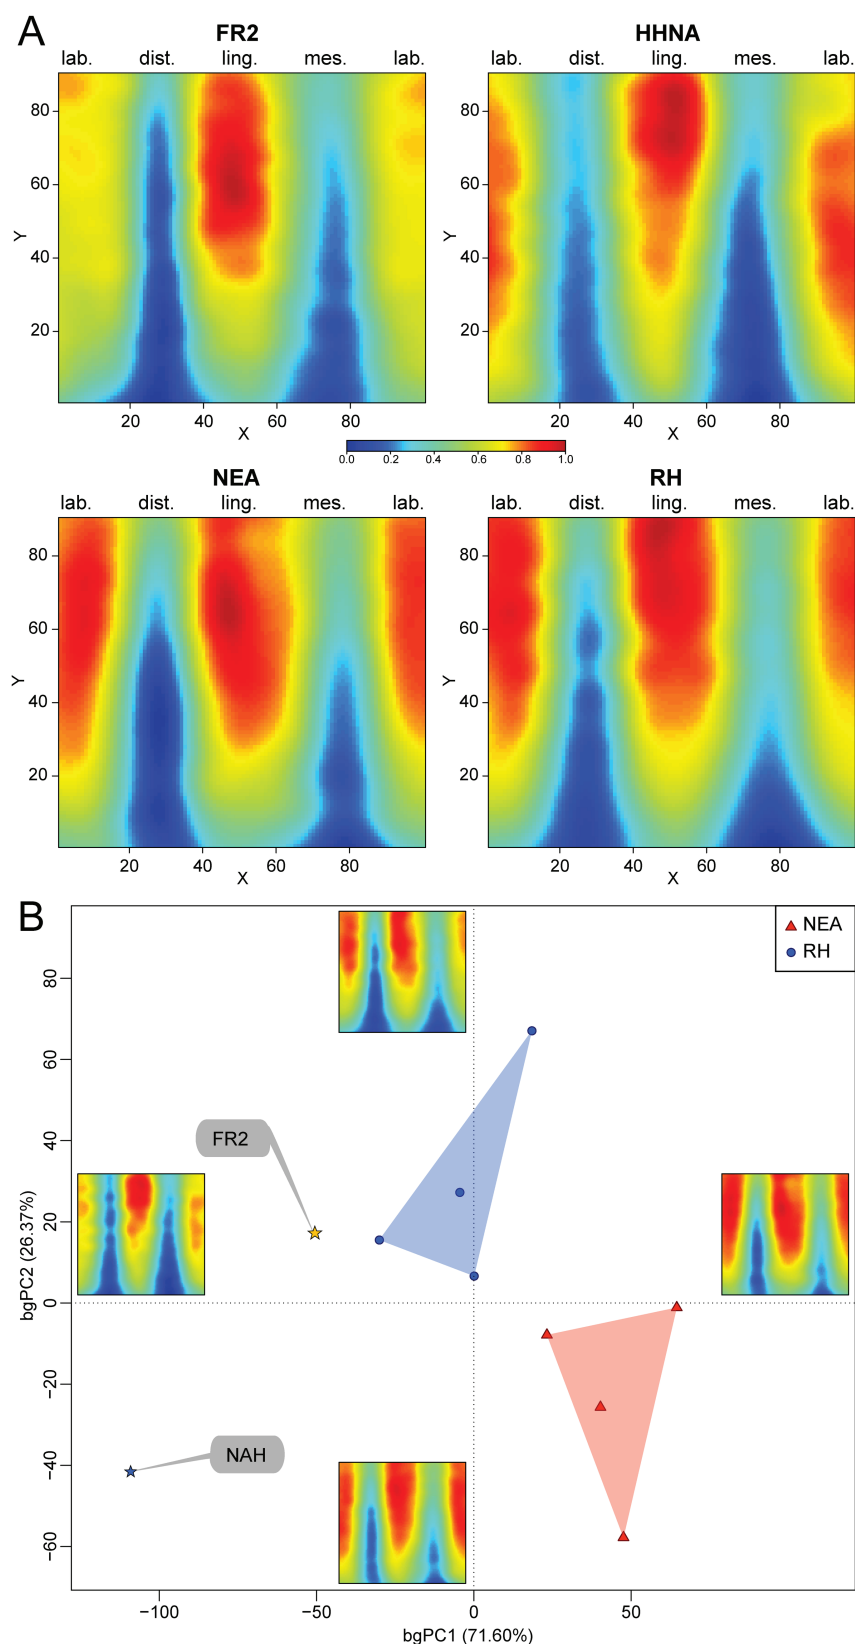 A
FR2
HHNA
lab. dist. ling. mes. lab.
lab. dist. ling. mes. lab.
80
60
40
20
Y
20 40 60 80
X
80
60
40
20
Y
20 40 60 80
X
0.0 0.2 0.4 0.6 0.8 1.0
NEA
RH
lab. dist. ling. mes. lab.
lab. dist. ling. mes. lab.
80
60
40
20
Y
20 40 60 80
X
80
60
40
20
Y
20 40 60 80
X
B
NEA
RH
FR2
NAH
bgPC2 (26.37%)
80
60
40
20
0
−20
−40
−60
−100 −50 0 50
bgPC1 (71.60%)